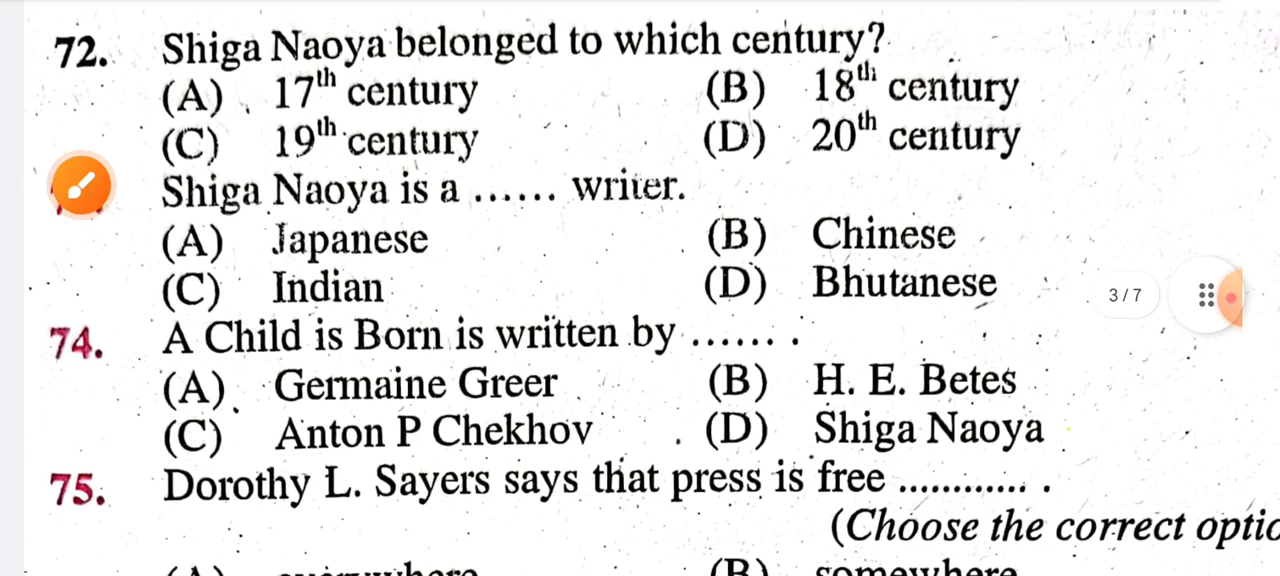 72. Shiga Naoya belonged to which century?
(A) 17th century (B) 18th century
(C) 19th century (D) 20th century
Shiga Naoya is a ...... writer.
(A) Japanese (B) Chinese
(C) Indian (D) Bhutanese
3 / 7
74. A Child is Born is written by ...... .
(A) Germaine Greer (B) H. E. Betes
(C) Anton P Chekhov (D) Shiga Naoya
75. Dorothy L. Sayers says that press is free ............ .
(Choose the correct optio
(B) somewhere